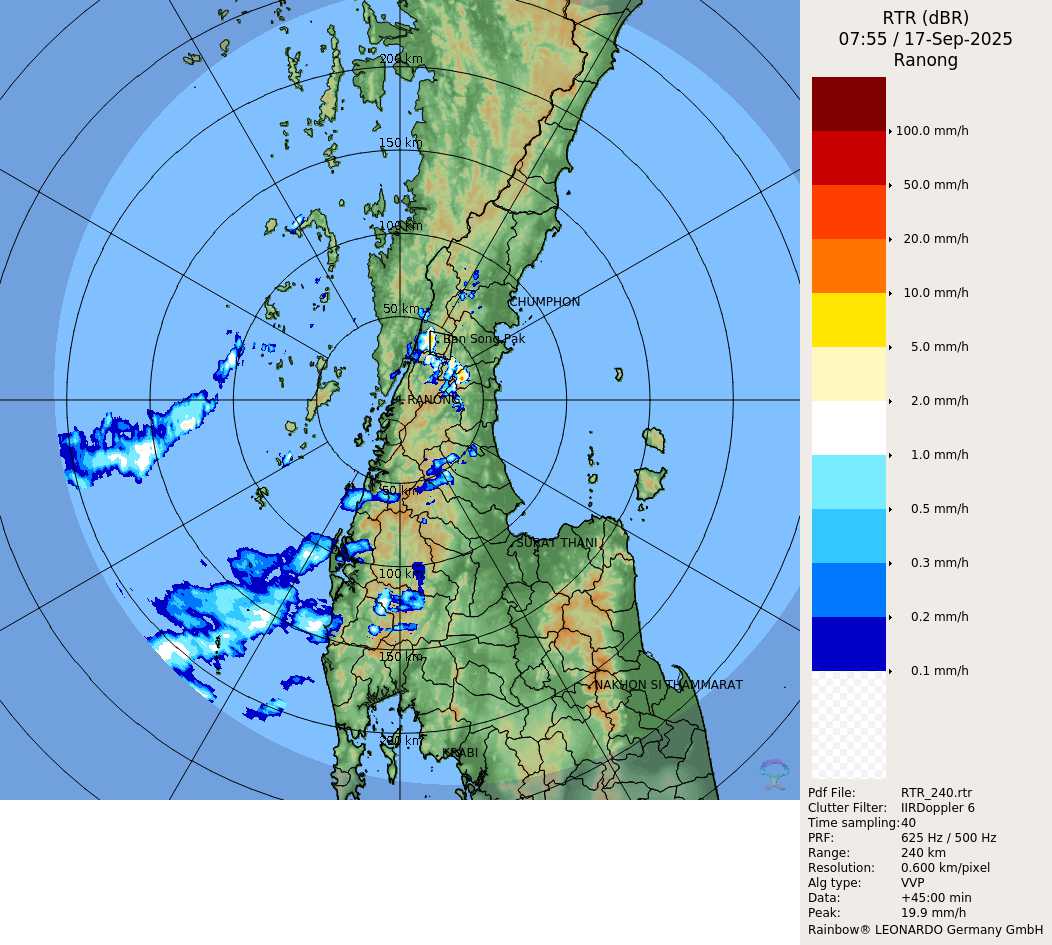 RTR (dBR)
07:55 / 17-Sep-2025
Ranong
200 km
150 km
100 km
50 km
CHUMPHON
Ban Song Pak
RANONG
50 km
SURAT THANI
100 km
150 km
NAKHON SI THAMMARAT
200 km
KRABI
100.0 mm/h
50.0 mm/h
20.0 mm/h
10.0 mm/h
5.0 mm/h
2.0 mm/h
1.0 mm/h
0.5 mm/h
0.3 mm/h
0.2 mm/h
0.1 mm/h
Pdf File: RTR_240.rtr
Clutter Filter: IIRDoppler 6
Time sampling: 40
PRF: 625 Hz / 500 Hz
Range: 240 km
Resolution: 0.600 km/pixel
Alg type: VVP
Data: +45:00 min
Peak: 19.9 mm/h
Rainbow® LEONARDO Germany GmbH